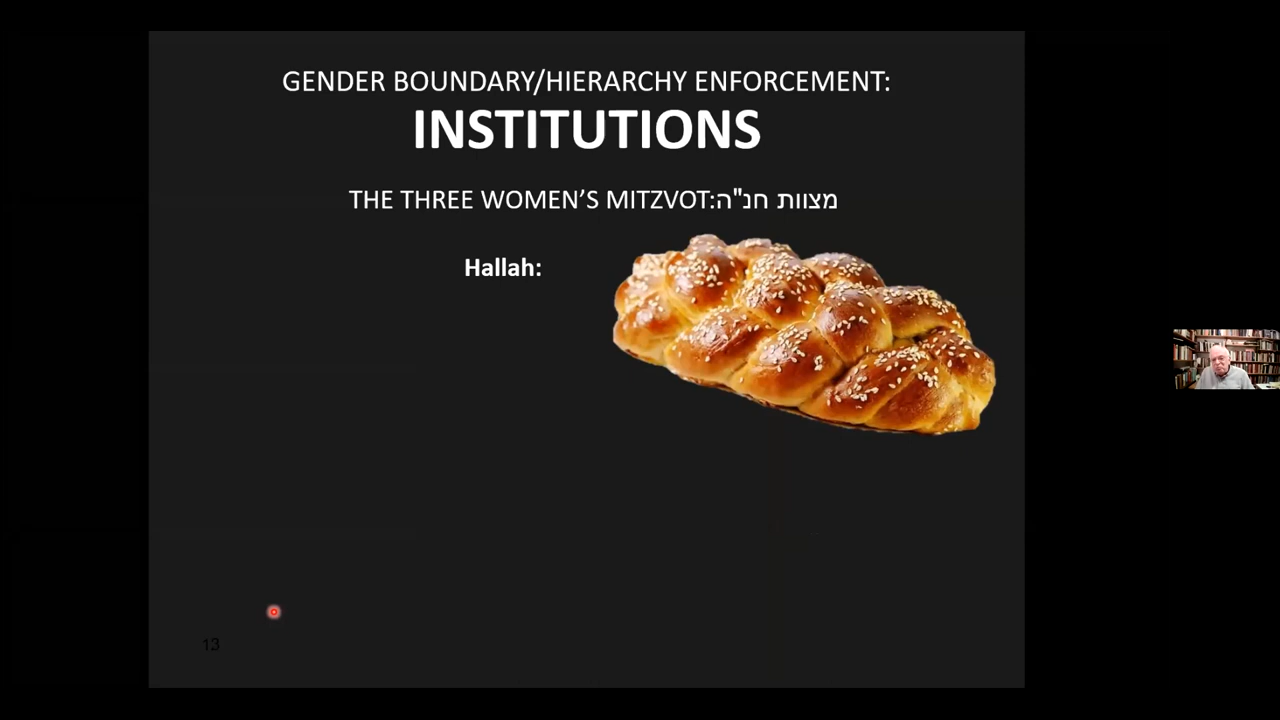 GENDER BOUNDARY/HIERARCHY ENFORCEMENT:
INSTITUTIONS
THE THREE WOMEN’S MITZVOT:מצוות חנ"ה
Hallah:
13